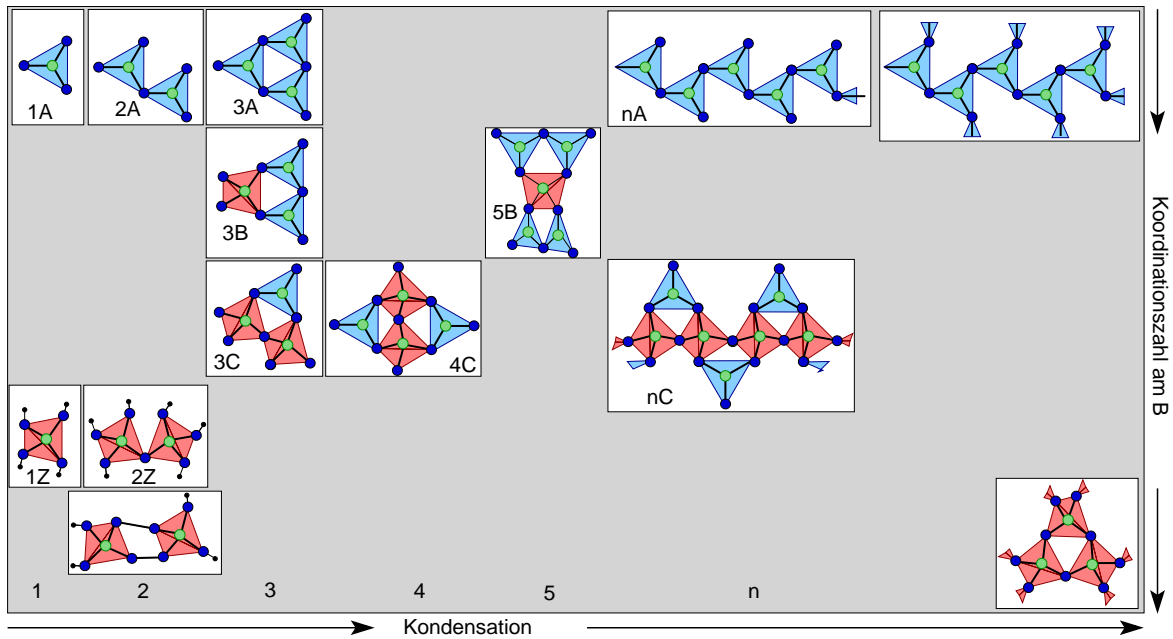 1A
2A
3A
nA
3B
5B
3C
4C
nC
1Z
2Z
1
2
3
4
5
n
Kondensation
Koordinationszahl am B